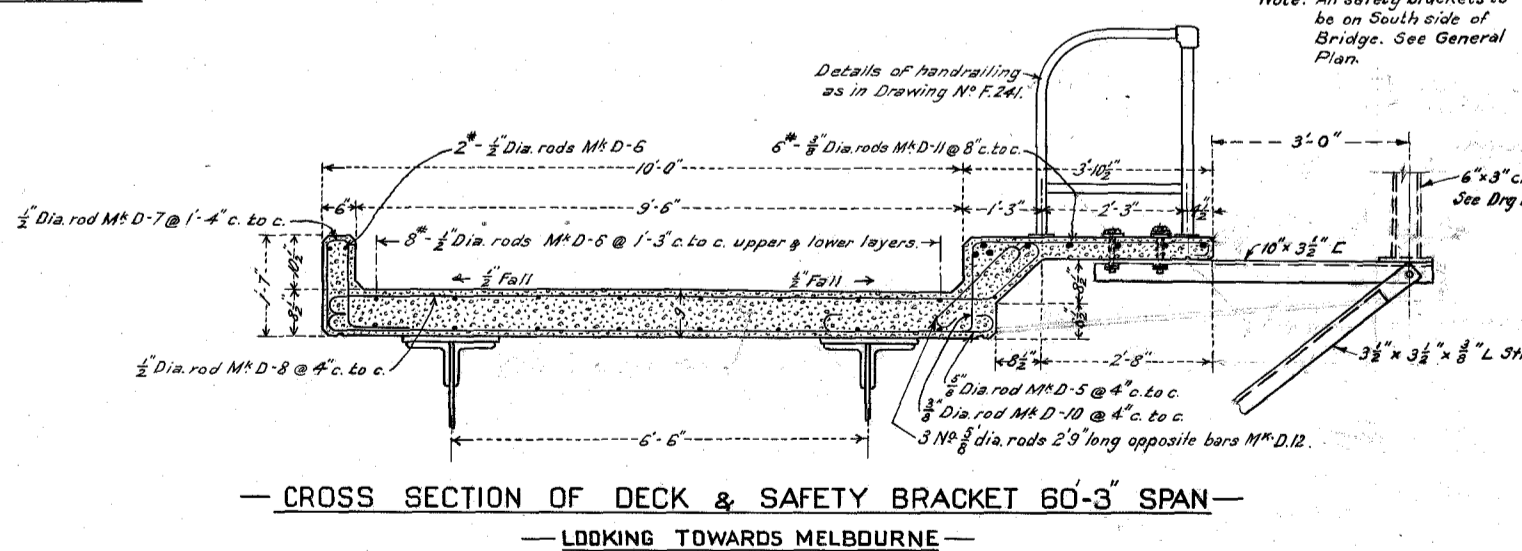 Note: All safety brackets to
be on South side of
Bridge. See General
Plan.
Details of handrailing
as in Drawing Nº F.241.
2# - ½" Dia. rods Mk D-6
6# - ⅜" Dia. rods Mk D-11 @ 8" c. to c.
3'-0"
10'-0"
3'-10½"
6" x 3"
See Drg
½" Dia. rod Mk D-7 @ 1'-4" c. to c.
6"
9'-6"
1'-3"
2'-3"
4½"
8# - ½" Dia. rods Mk D-6 @ 1'-3" c. to c. upper & lower layers.
10" x 3½" C
1'-7"
10½"
8½"
½" Fall
½" Fall
9"
8½"
½" Dia. rod Mk D-8 @ 4" c. to c.
8½"
2'-8"
3½" x 3½" x ⅜" L
⅝" Dia. rod Mk D-5 @ 4" c. to c.
⅜" Dia. rod Mk D-10 @ 4" c. to c.
3 Nº ⅝" dia. rods 2'9" long opposite bars Mk D.12.
6'-6"
— CROSS SECTION OF DECK & SAFETY BRACKET 60'-3" SPAN —
— LOOKING TOWARDS MELBOURNE —